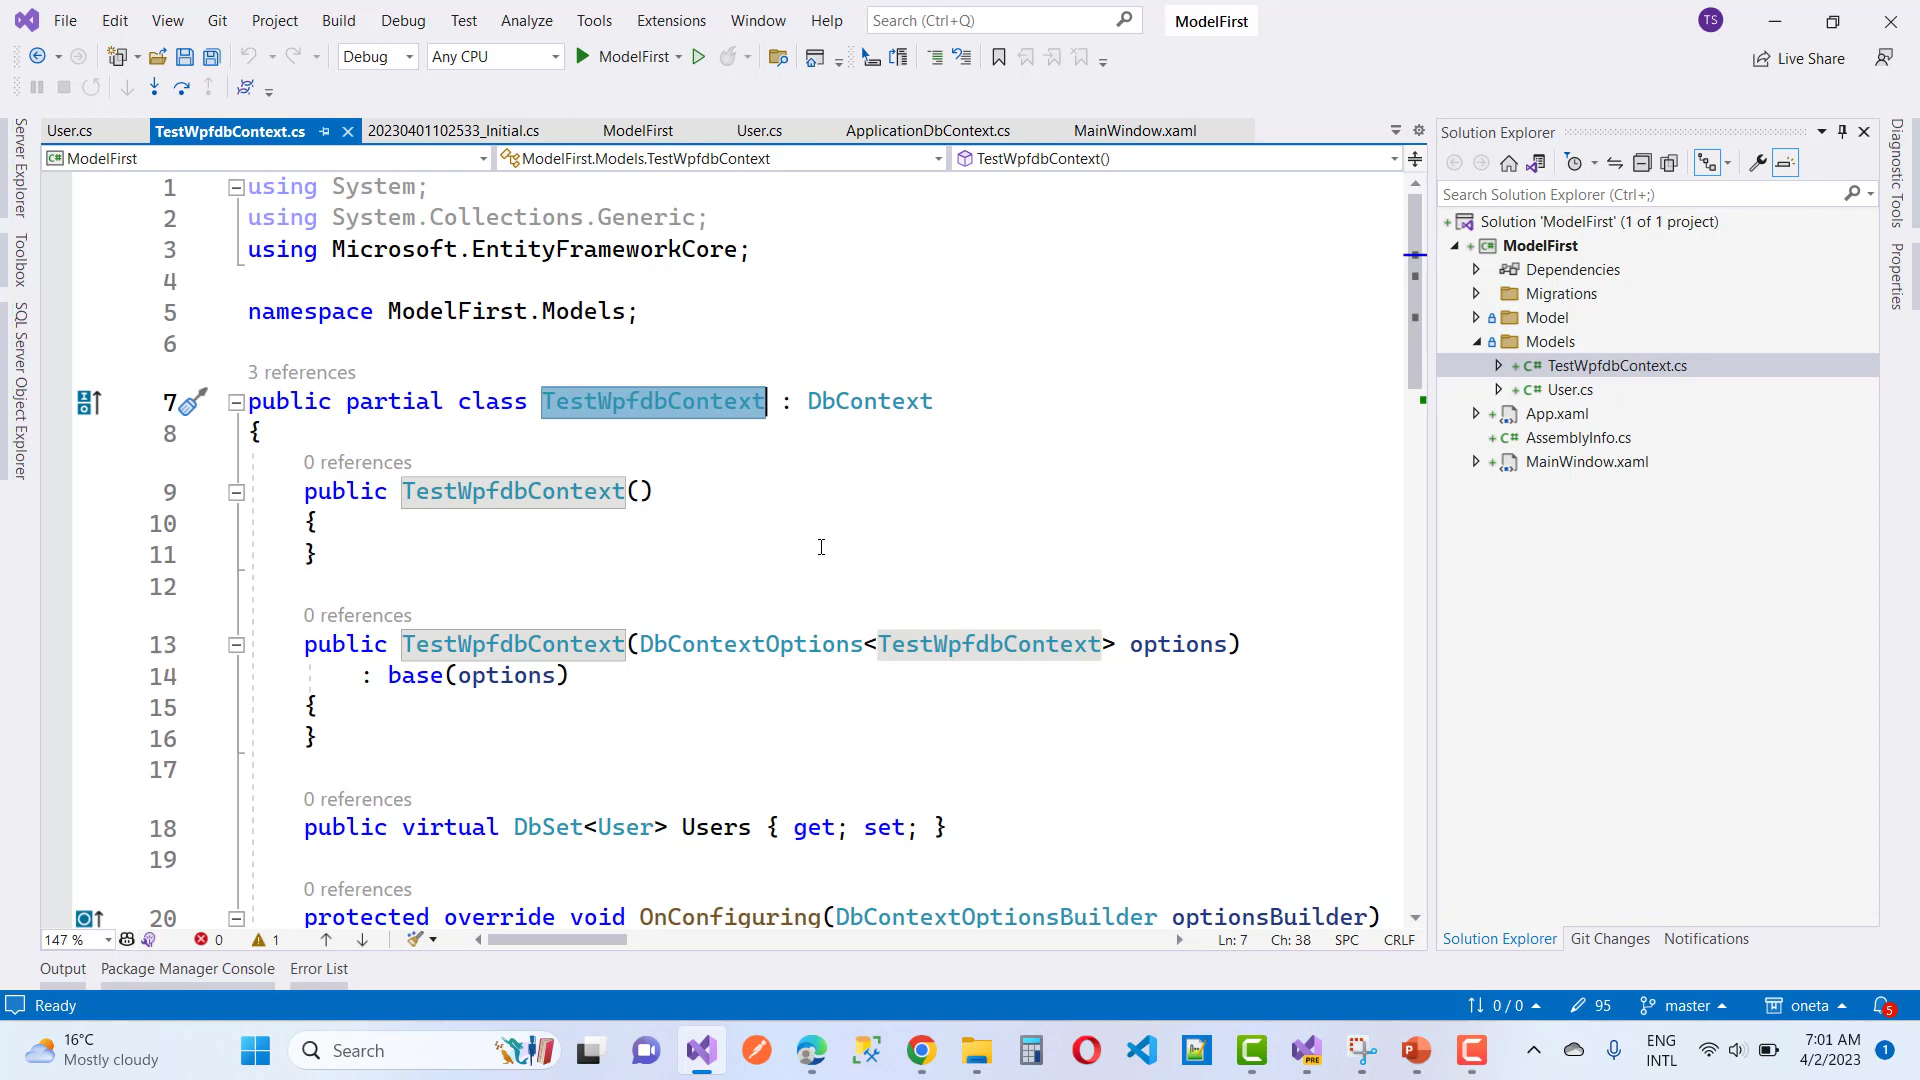 File Edit View Git Project Build Debug Test Analyze Tools Extensions Window Help Search (Ctrl+Q) ModelFirst TS
Debug Any CPU ModelFirst Live Share
User.cs TestWpfdbContext.cs 20230401102533_Initial.cs ModelFirst User.cs ApplicationDbContext.cs MainWindow.xaml
ModelFirst ModelFirst.Models.TestWpfdbContext TestWpfdbContext()
Server Explorer
Toolbox
SQL Server Object Explorer
1 using System;
2 using System.Collections.Generic;
3 using Microsoft.EntityFrameworkCore;
4
5 namespace ModelFirst.Models;
6
3 references
7 public partial class TestWpfdbContext : DbContext
8 {
0 references
9 public TestWpfdbContext()
10 {
11 }
12
0 references
13 public TestWpfdbContext(DbContextOptions<TestWpfdbContext> options)
14 : base(options)
15 {
16 }
17
0 references
18 public virtual DbSet<User> Users { get; set; }
19
0 references
20 protected override void OnConfiguring(DbContextOptionsBuilder optionsBuilder)
147 % 0 1 Ln: 7 Ch: 38 SPC CRLF
Solution Explorer
Search Solution Explorer (Ctrl+;)
Solution 'ModelFirst' (1 of 1 project)
ModelFirst
Dependencies
Migrations
Model
Models
C# TestWpfdbContext.cs
C# User.cs
App.xaml
C# AssemblyInfo.cs
MainWindow.xaml
Solution Explorer Git Changes Notifications
Diagnostic Tools
Properties
Output Package Manager Console Error List
Ready 0 / 0 95 master oneta 5
16°C
Mostly cloudy
Search
PRE
ENG
INTL
7:01 AM
4/2/2023
1